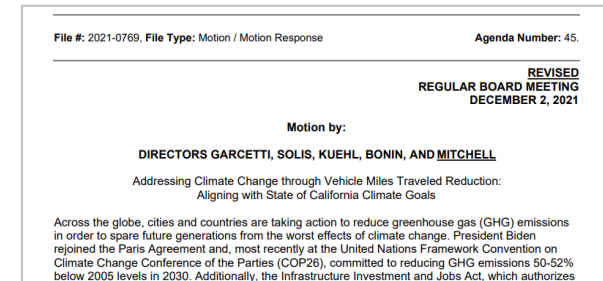 File #: 2021-0769, File Type: Motion / Motion Response Agenda Number: 45.
REVISED
REGULAR BOARD MEETING
DECEMBER 2, 2021
Motion by:
DIRECTORS GARCETTI, SOLIS, KUEHL, BONIN, AND MITCHELL
Addressing Climate Change through Vehicle Miles Traveled Reduction:
Aligning with State of California Climate Goals
Across the globe, cities and countries are taking action to reduce greenhouse gas (GHG) emissions
in order to spare future generations from the worst effects of climate change. President Biden
rejoined the Paris Agreement and, most recently at the United Nations Framework Convention on
Climate Change Conference of the Parties (COP26), committed to reducing GHG emissions 50-52%
below 2005 levels in 2030. Additionally, the Infrastructure Investment and Jobs Act, which authorizes